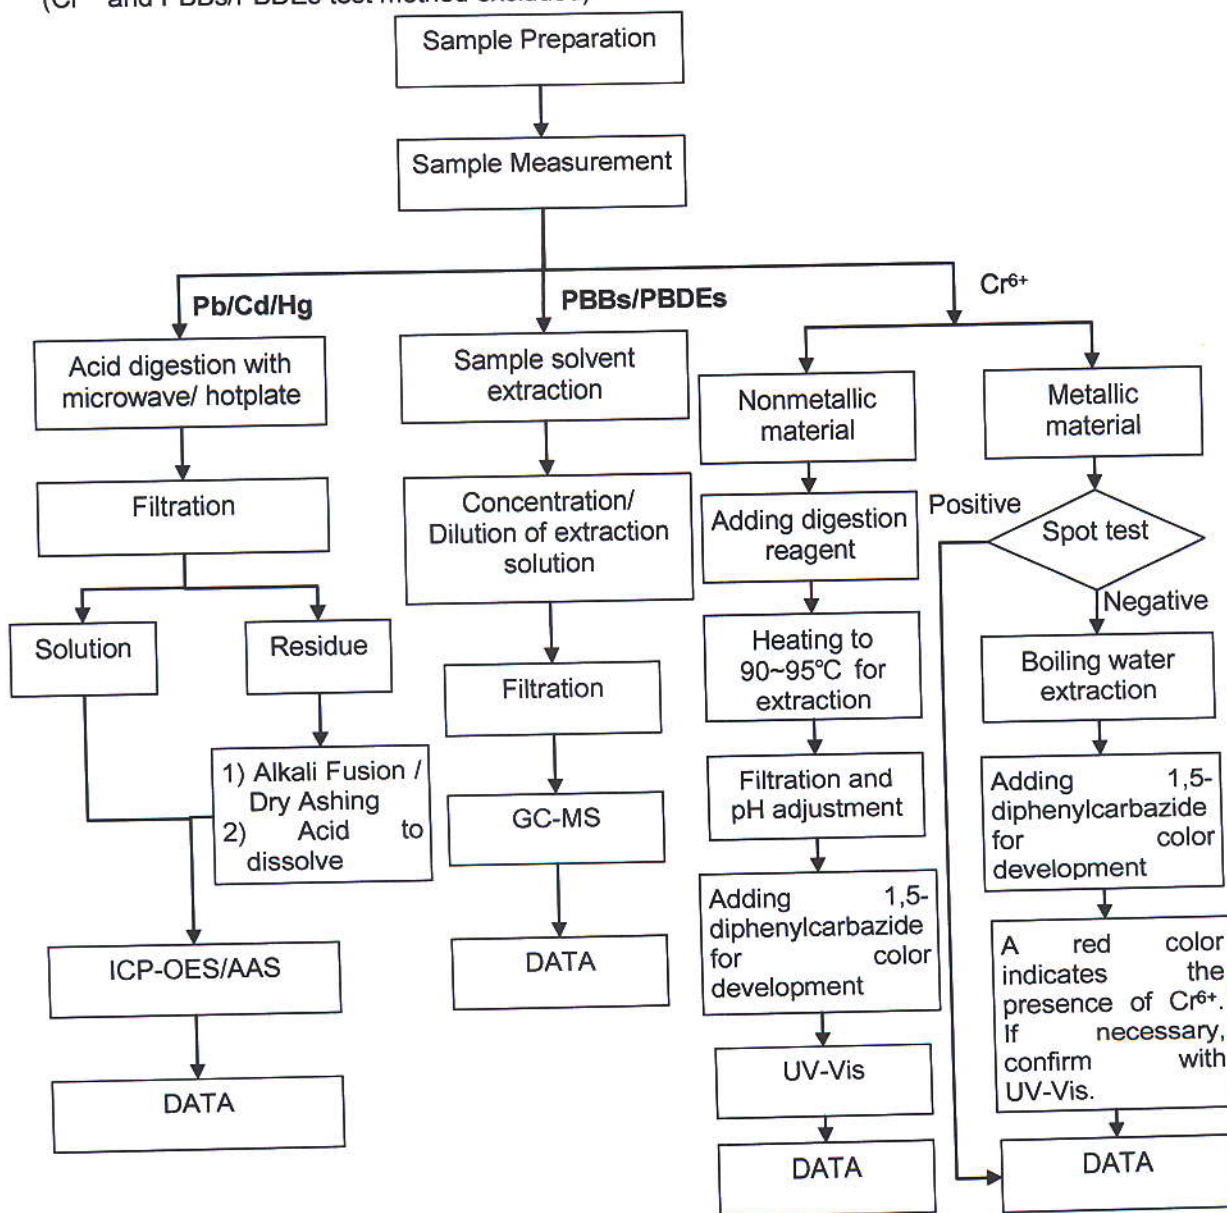 Sample Preparation
Sample Measurement
Pb/Cd/Hg
PBBs/PBDEs
Cr⁶⁺
Acid digestion with
microwave/ hotplate
Sample solvent
extraction
Nonmetallic
material
Metallic
material
Filtration
Concentration/
Dilution of extraction
solution
Adding digestion
reagent
Positive
Spot test
Negative
Solution
Residue
Heating to
90~95℃ for
extraction
Boiling water
extraction
Filtration
1) Alkali Fusion /
Dry Ashing
2) Acid to
dissolve
Filtration and
pH adjustment
Adding 1,5-
diphenylcarbazide
for color
development
GC-MS
Adding 1,5-
diphenylcarbazide
for color
development
A red color
indicates the
presence of Cr⁶⁺.
If necessary,
confirm with
UV-Vis.
ICP-OES/AAS
DATA
UV-Vis
DATA
DATA
DATA